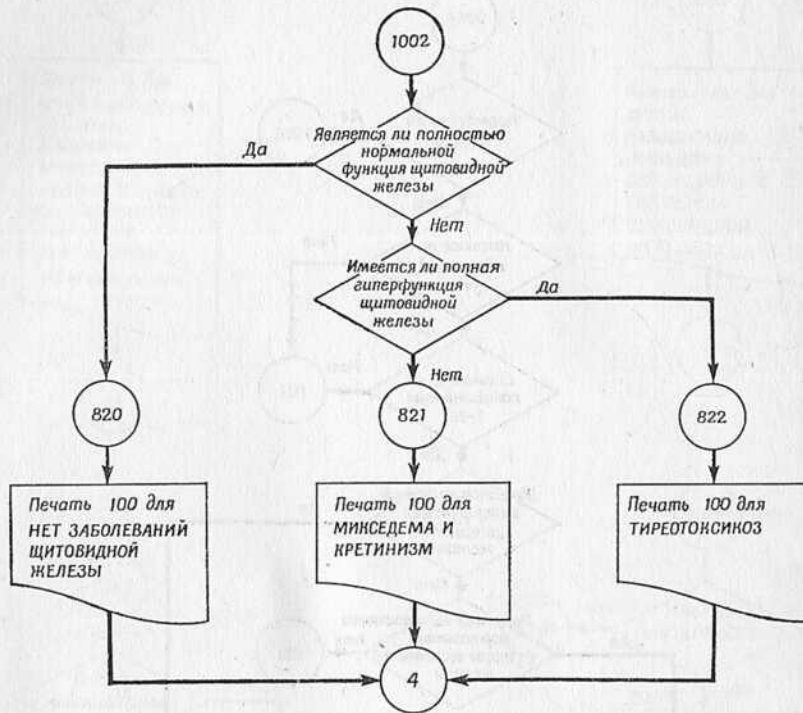 1002
Является ли полностью
нормальной
функция щитовидной
железы
Да
Нет
Имеется ли полная
гиперфункция
щитовидной
железы
Да
Нет
820
821
822
Печать 100 для
НЕТ ЗАБОЛЕВАНИЙ
ЩИТОВИДНОЙ
ЖЕЛЕЗЫ
Печать 100 для
МИКСЕДЕМА И
КРЕТИНИЗМ
Печать 100 для
ТИРЕОТОКСИКОЗ
4